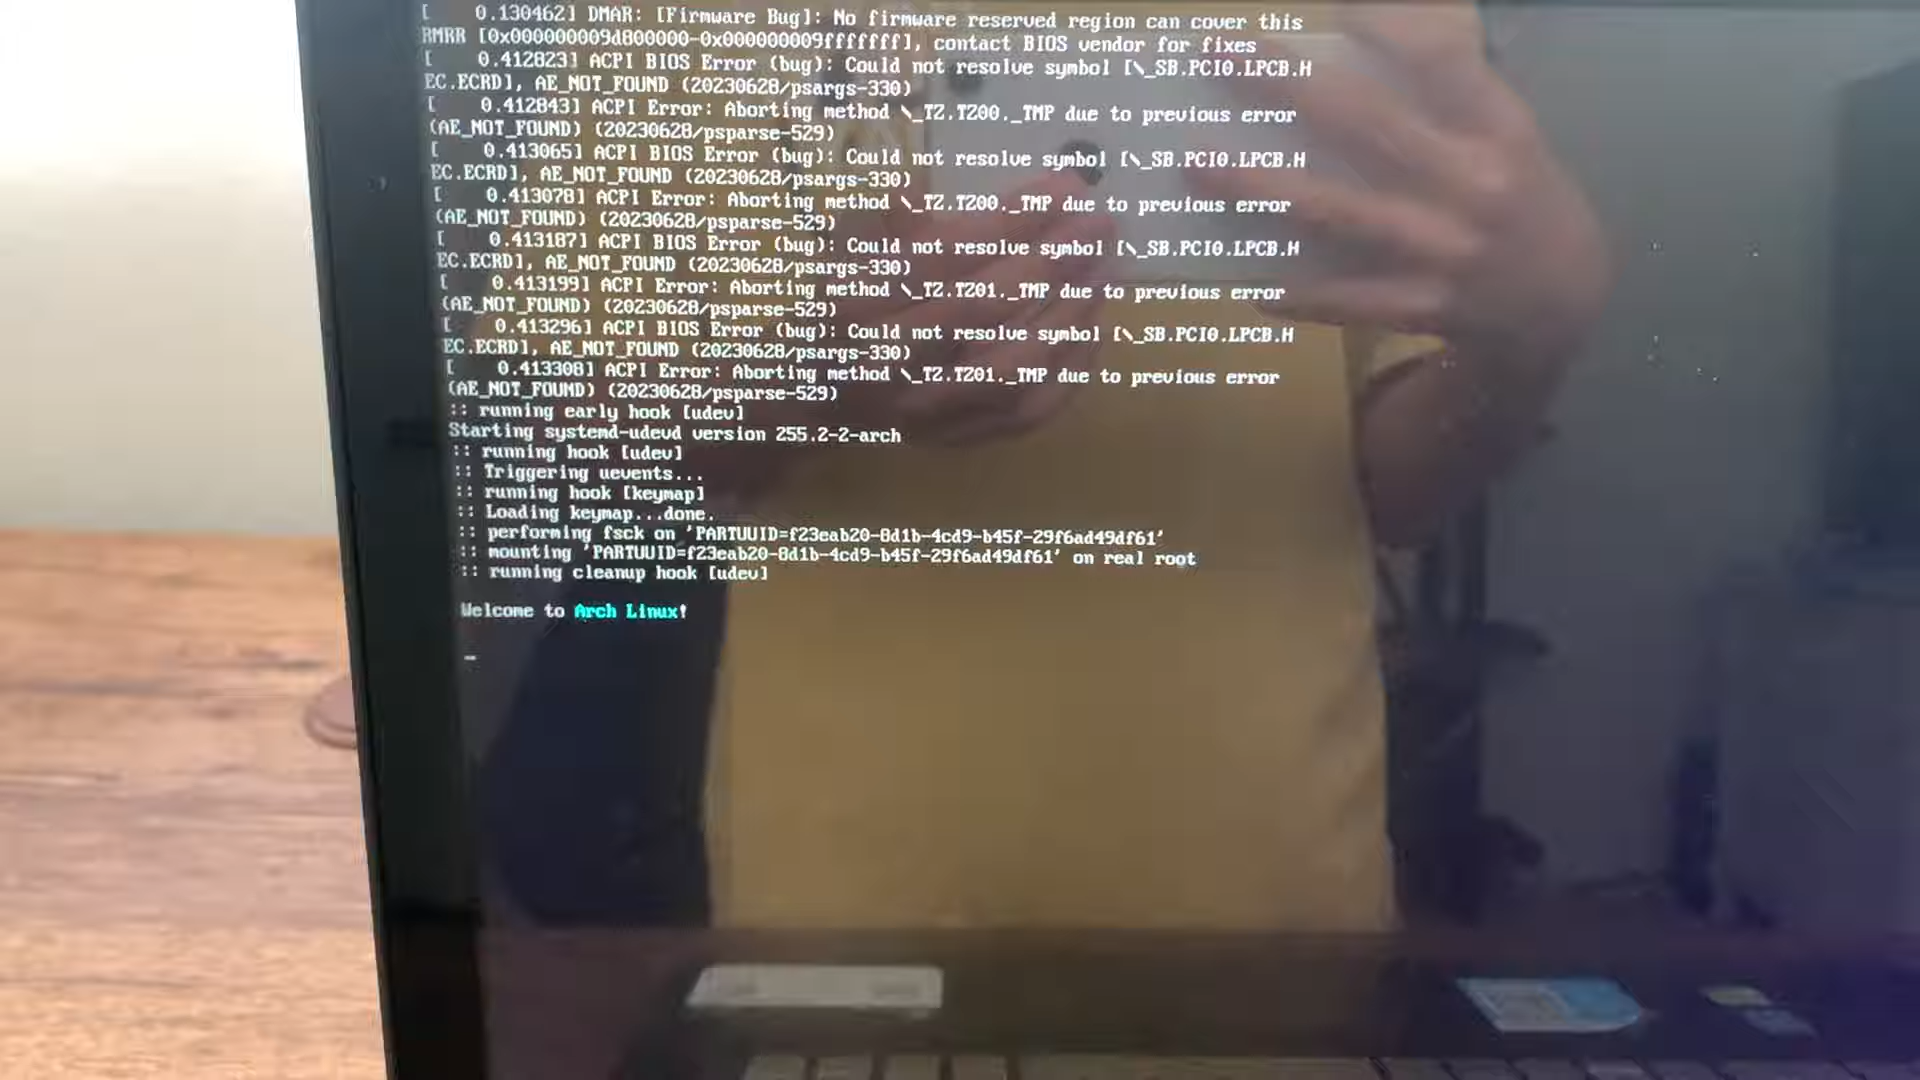 [    0.130462] DMAR: [Firmware Bug]: No firmware reserved region can cover this
RMRR [0x000000009d800000-0x000000009fffffff], contact BIOS vendor for fixes
[    0.412823] ACPI BIOS Error (bug): Could not resolve symbol [\_SB.PCI0.LPCB.H
EC.ECRD], AE_NOT_FOUND (20230628/psargs-330)
[    0.412843] ACPI Error: Aborting method \_TZ.TZ00._TMP due to previous error
(AE_NOT_FOUND) (20230628/psparse-529)
[    0.413065] ACPI BIOS Error (bug): Could not resolve symbol [\_SB.PCI0.LPCB.H
EC.ECRD], AE_NOT_FOUND (20230628/psargs-330)
[    0.413078] ACPI Error: Aborting method \_TZ.TZ00._TMP due to previous error
(AE_NOT_FOUND) (20230628/psparse-529)
[    0.413187] ACPI BIOS Error (bug): Could not resolve symbol [\_SB.PCI0.LPCB.H
EC.ECRD], AE_NOT_FOUND (20230628/psargs-330)
[    0.413199] ACPI Error: Aborting method \_TZ.TZ01._TMP due to previous error
(AE_NOT_FOUND) (20230628/psparse-529)
[    0.413296] ACPI BIOS Error (bug): Could not resolve symbol [\_SB.PCI0.LPCB.H
EC.ECRD], AE_NOT_FOUND (20230628/psargs-330)
[    0.413308] ACPI Error: Aborting method \_TZ.TZ01._TMP due to previous error
(AE_NOT_FOUND) (20230628/psparse-529)
:: running early hook [udev]
Starting systemd-udevd version 255.2-2-arch
:: running hook [udev]
:: Triggering uevents...
:: running hook [keymap]
:: Loading keymap...done.
:: performing fsck on 'PARTUUID=f23eab20-8d1b-4cd9-b45f-29f6ad49df61'
:: mounting 'PARTUUID=f23eab20-8d1b-4cd9-b45f-29f6ad49df61' on real root
:: running cleanup hook [udev]
Welcome to Arch Linux!